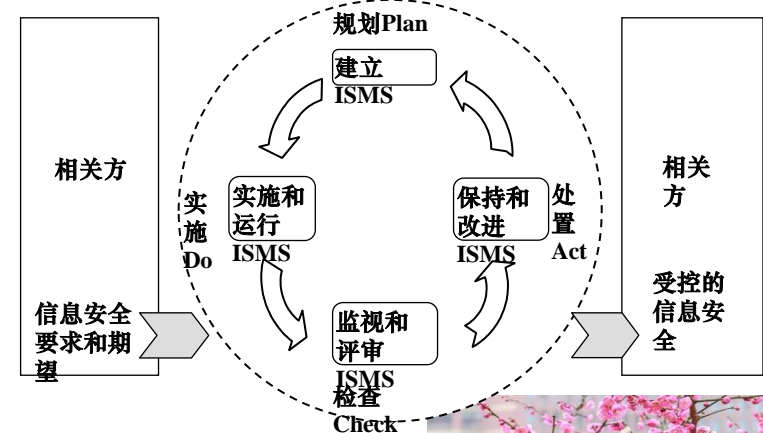 规划Plan
建立
ISMS
相关方
信息安全
要求和期
望
实
施
Do
实施和
运行
ISMS
保持和
改进
ISMS
处
置
Act
监视和
评审
ISMS
检查
Check
相关
方
受控的
信息安
全